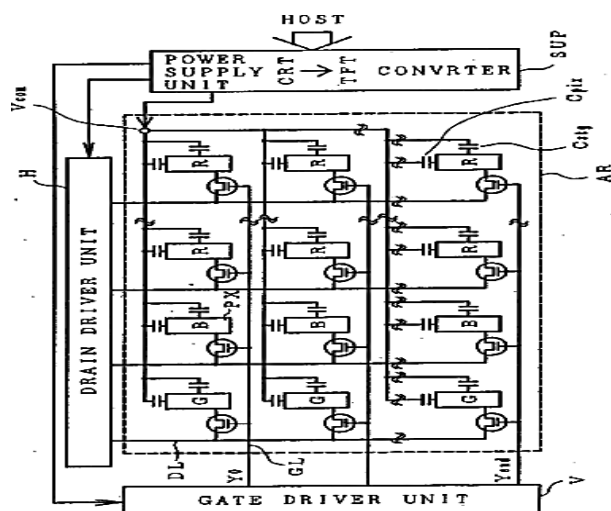 HOST
POWER
SUPPLY
UNIT
CRT
TFT
CONVRTER
SUP
Vcom
Cpix
Cstg
H
DRAIN DRIVER UNIT
AR
R
R
R
R
R
R
B
PX
B
B
G
G
G
DL
Y0
GL
Yend
GATE DRIVER UNIT
V